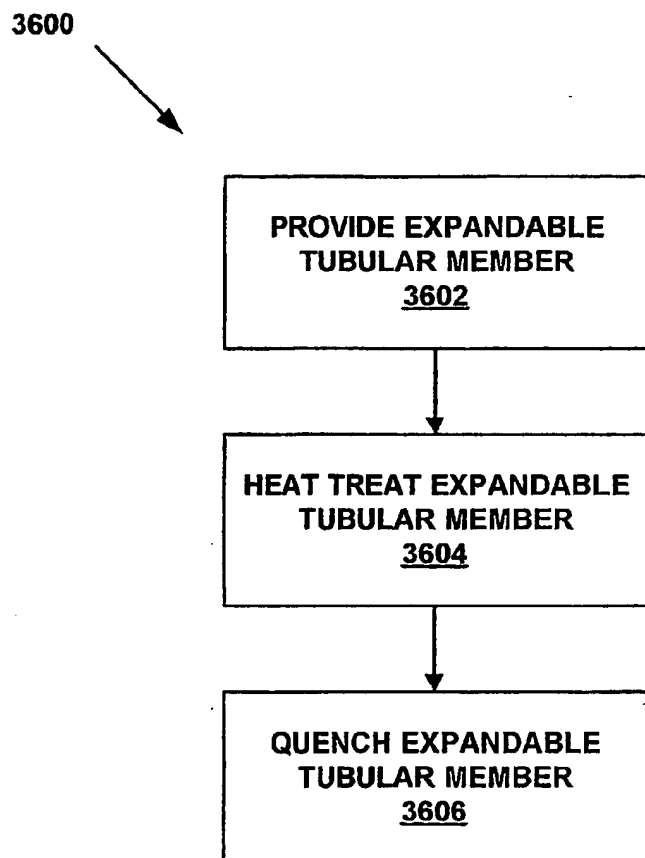 3600
PROVIDE EXPANDABLE
TUBULAR MEMBER
3602
HEAT TREAT EXPANDABLE
TUBULAR MEMBER
3604
QUENCH EXPANDABLE
TUBULAR MEMBER
3606